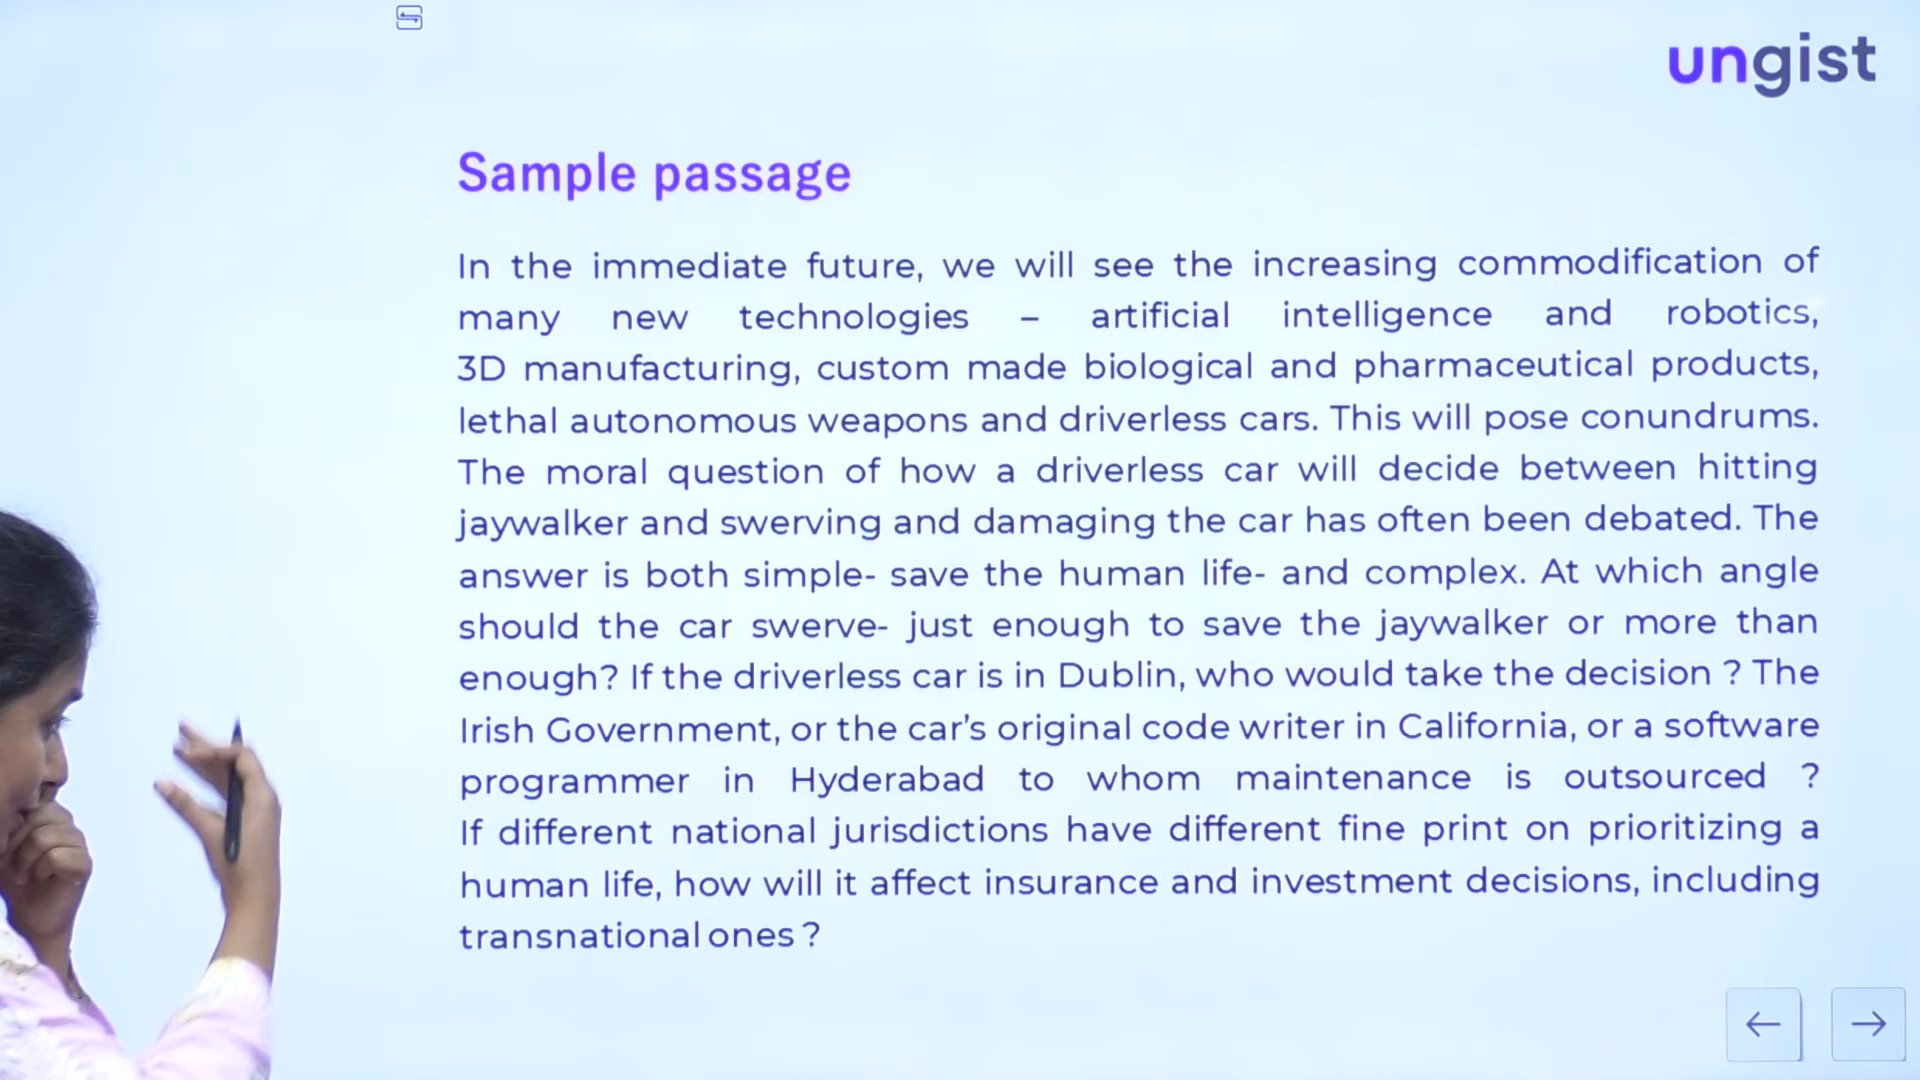 ungist
Sample passage
In the immediate future, we will see the increasing commodification of
many new technologies – artificial intelligence and robotics,
3D manufacturing, custom made biological and pharmaceutical products,
lethal autonomous weapons and driverless cars. This will pose conundrums.
The moral question of how a driverless car will decide between hitting
jaywalker and swerving and damaging the car has often been debated. The
answer is both simple- save the human life- and complex. At which angle
should the car swerve- just enough to save the jaywalker or more than
enough? If the driverless car is in Dublin, who would take the decision ? The
Irish Government, or the car's original code writer in California, or a software
programmer in Hyderabad to whom maintenance is outsourced ?
If different national jurisdictions have different fine print on prioritizing a
human life, how will it affect insurance and investment decisions, including
transnational ones ?